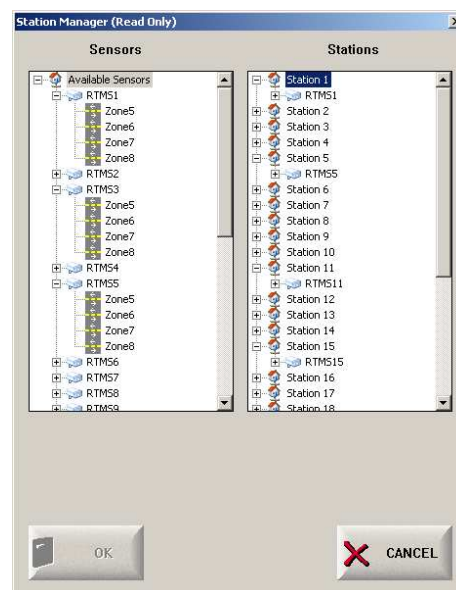 Station Manager (Read Only)
Sensors
Available Sensors
RTMS1
Zone5
Zone6
Zone7
Zone8
RTMS2
RTMS3
Zone5
Zone6
Zone7
Zone8
RTMS4
RTMS5
Zone5
Zone6
Zone7
Zone8
RTMS6
RTMS7
RTMS8
RTMS9
Stations
Station 1
RTMS1
Station 2
Station 3
Station 4
Station 5
RTMS5
Station 6
Station 7
Station 8
Station 9
Station 10
Station 11
RTMS11
Station 12
Station 13
Station 14
Station 15
RTMS15
Station 16
Station 17
Station 18
OK
CANCEL